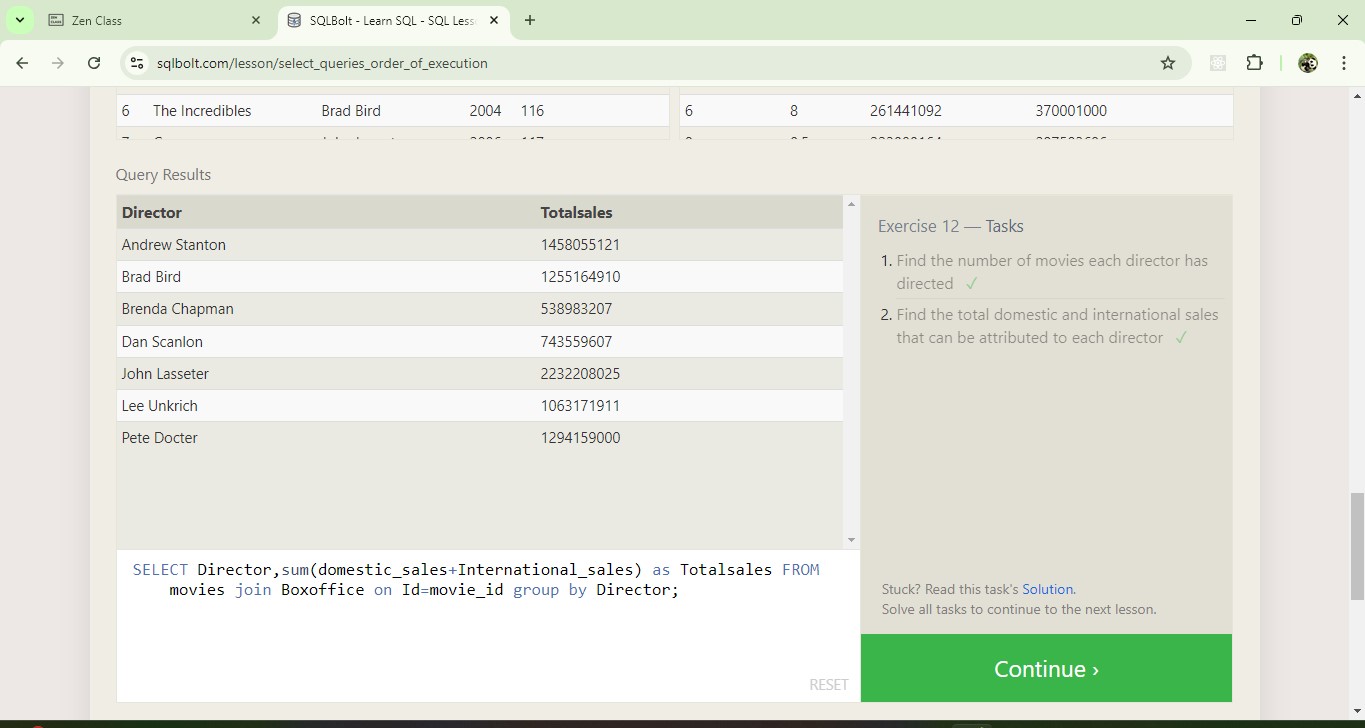 Zen Class
SQLBolt - Learn SQL - SQL Less
sqlbolt.com/lesson/select_queries_order_of_execution
6 The Incredibles Brad Bird 2004 116
6 8 261441092 370001000
Query Results
Director Totalsales
Andrew Stanton 1458055121
Brad Bird 1255164910
Brenda Chapman 538983207
Dan Scanlon 743559607
John Lasseter 2232208025
Lee Unkrich 1063171911
Pete Docter 1294159000
SELECT Director,sum(domestic_sales+International_sales) as Totalsales FROM
movies join Boxoffice on Id=movie_id group by Director;
RESET
Exercise 12 — Tasks
1. Find the number of movies each director has
directed ✓
2. Find the total domestic and international sales
that can be attributed to each director ✓
Stuck? Read this task's Solution.
Solve all tasks to continue to the next lesson.
Continue ›